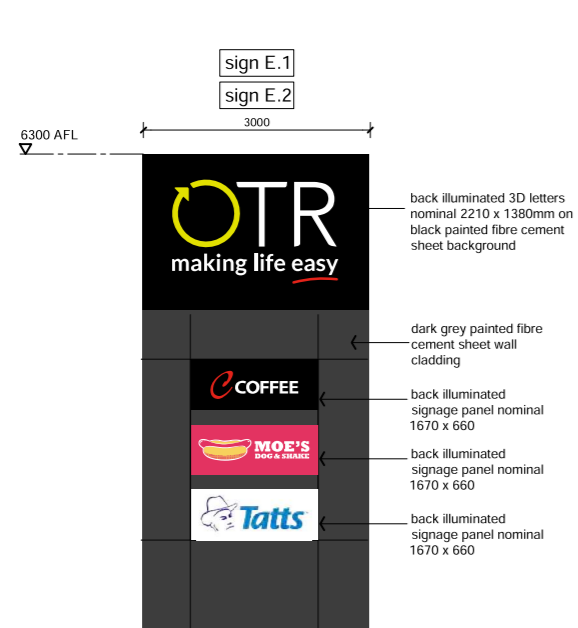 sign E.1
sign E.2
3000
6300 AFL
OTR
making life easy
back illuminated 3D letters
nominal 2210 x 1380mm on
black painted fibre cement
sheet background
dark grey painted fibre
cement sheet wall
cladding
C COFFEE
back illuminated
signage panel nominal
1670 x 660
MOE'S
DOG & SHAKE
back illuminated
signage panel nominal
1670 x 660
Tatts
back illuminated
signage panel nominal
1670 x 660